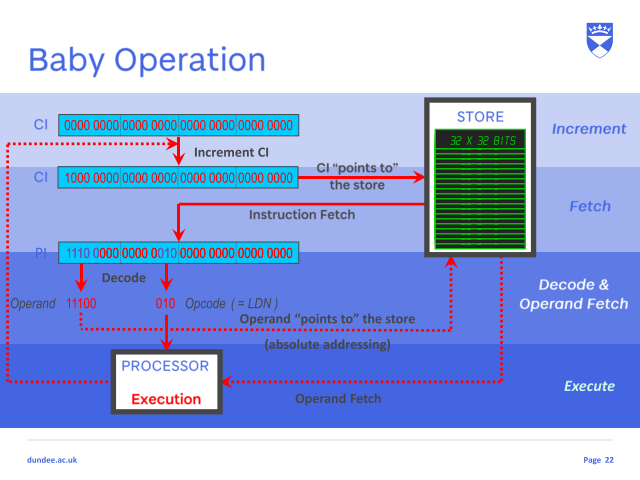 Baby Operation
STORE
32 X 32 BITS
CI 0000 0000 0000 0000 0000 0000 0000 0000
Increment
Increment CI
CI "points to"
the store
CI 1000 0000 0000 0000 0000 0000 0000 0000
Fetch
Instruction Fetch
PI 1110 0000 0000 0010 0000 0000 0000 0000
Decode
Decode &
Operand Fetch
Operand 11100 010 Opcode ( = LDN )
Operand "points to" the store
(absolute addressing)
PROCESSOR
Execution
Execute
Operand Fetch
dundee.ac.uk
Page 22